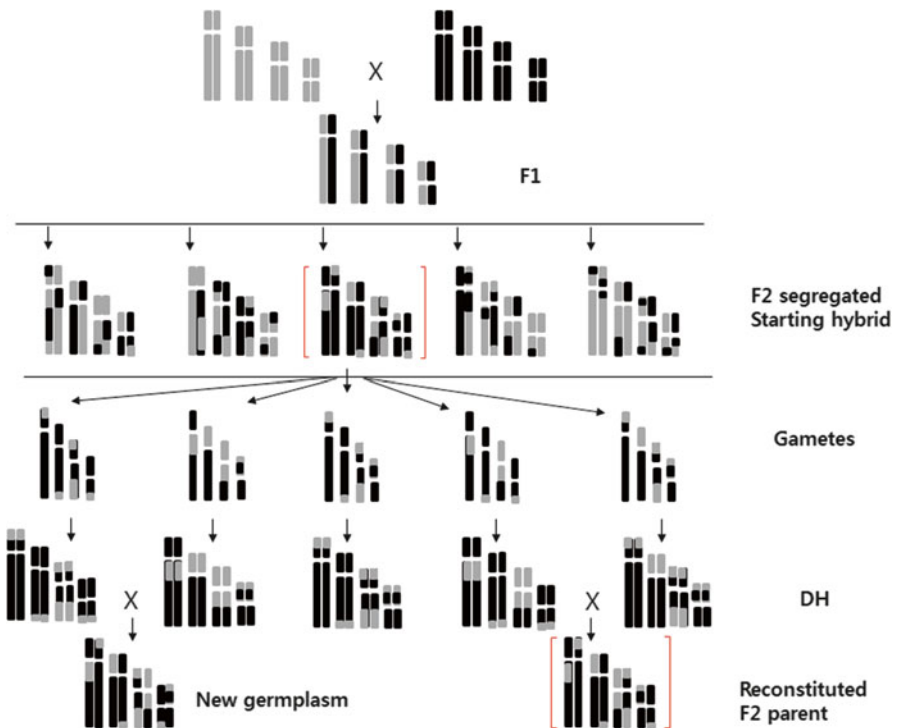 X
F1
F2 segregated
Starting hybrid
Gametes
DH
X
X
New germplasm
Reconstituted
F2 parent